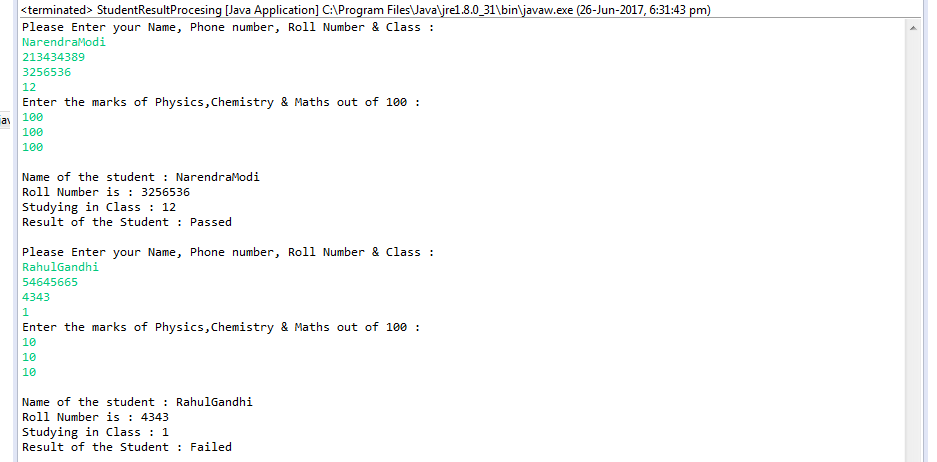 <terminated> StudentResultProcesing [Java Application] C:\Program Files\Java\jre1.8.0_31\bin\javaw.exe (26-Jun-2017, 6:31:43 pm)
Please Enter your Name, Phone number, Roll Number & Class :
NarendraModi
213434389
3256536
12
Enter the marks of Physics,Chemistry & Maths out of 100 :
100
100
100
Name of the student : NarendraModi
Roll Number is : 3256536
Studying in Class : 12
Result of the Student : Passed
Please Enter your Name, Phone number, Roll Number & Class :
RahulGandhi
54645665
4343
1
Enter the marks of Physics,Chemistry & Maths out of 100 :
10
10
10
Name of the student : RahulGandhi
Roll Number is : 4343
Studying in Class : 1
Result of the Student : Failed